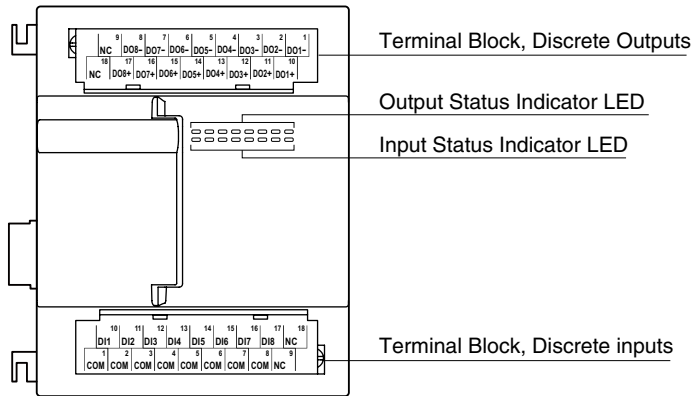 9 8 7 6 5 4 3 2 1
NC DO8– DO7– DO6– DO5– DO4– DO3– DO2– DO1–
Terminal Block, Discrete Outputs
18 17 16 15 14 13 12 11 10
NC DO8+ DO7+ DO6+ DO5+ DO4+ DO3+ DO2+ DO1+
Output Status Indicator LED
Input Status Indicator LED
10 11 12 13 14 15 16 17 18
DI1 DI2 DI3 DI4 DI5 DI6 DI7 DI8 NC
Terminal Block, Discrete inputs
1 2 3 4 5 6 7 8 9
COM COM COM COM COM COM COM COM NC